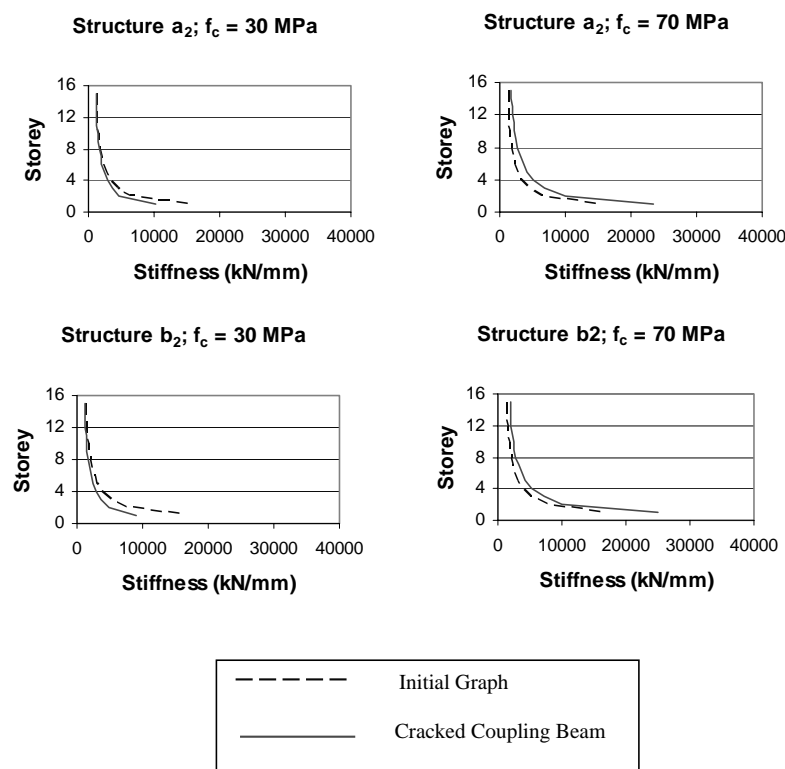 Structure a₂; f꜀ = 30 MPa
16
12
8
4
0
Storey
0 10000 20000 30000 40000
Stiffness (kN/mm)
Structure a₂; f꜀ = 70 MPa
16
12
8
4
0
Storey
0 10000 20000 30000 40000
Stiffness (kN/mm)
Structure b₂; f꜀ = 30 MPa
16
12
8
4
0
Storey
0 10000 20000 30000 40000
Stiffness (kN/mm)
Structure b2; f꜀ = 70 MPa
16
12
8
4
0
Storey
0 10000 20000 30000 40000
Stiffness (kN/mm)
Initial Graph
Cracked Coupling Beam